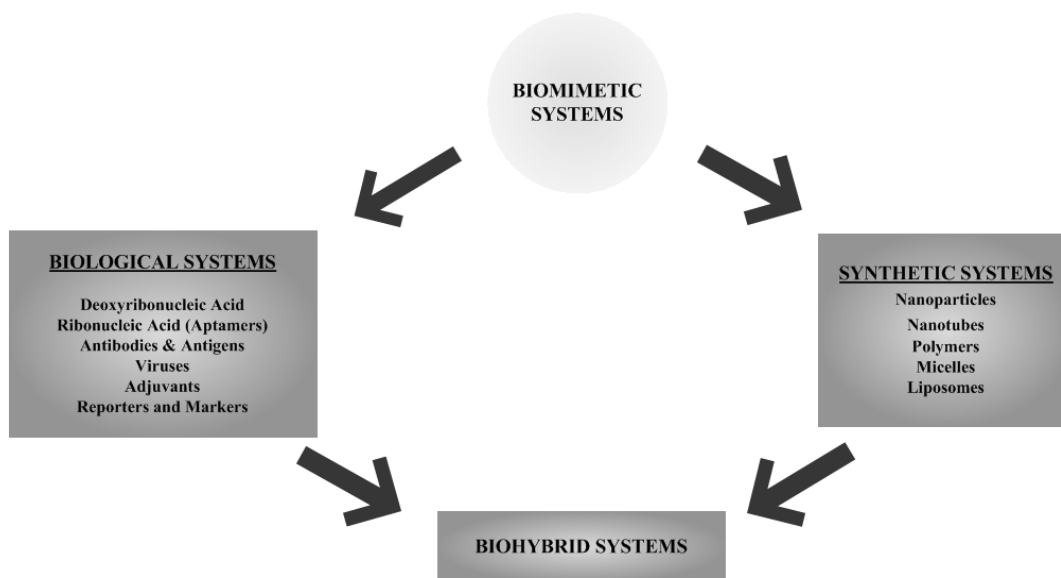 BIOMIMETIC
SYSTEMS
BIOLOGICAL SYSTEMS
Deoxyribonucleic Acid
Ribonucleic Acid (Aptamers)
Antibodies & Antigens
Viruses
Adjuvants
Reporters and Markers
SYNTHETIC SYSTEMS
Nanoparticles
Nanotubes
Polymers
Micelles
Liposomes
BIOHYBRID SYSTEMS